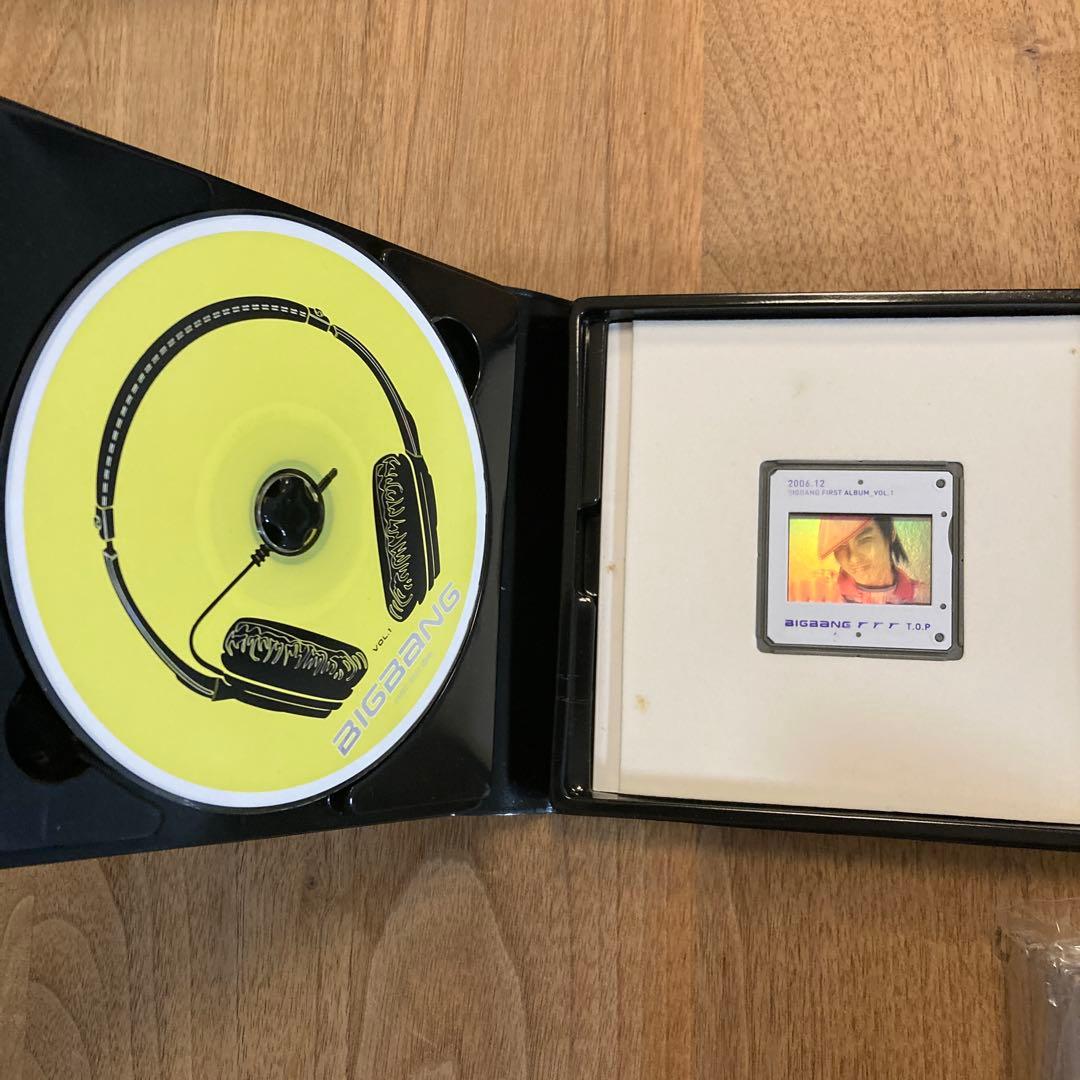 VOL.1
BIGBANG
2006.12
BIGBANG FIRST ALBUM_VOL.1
BIGBANG
T.O.P